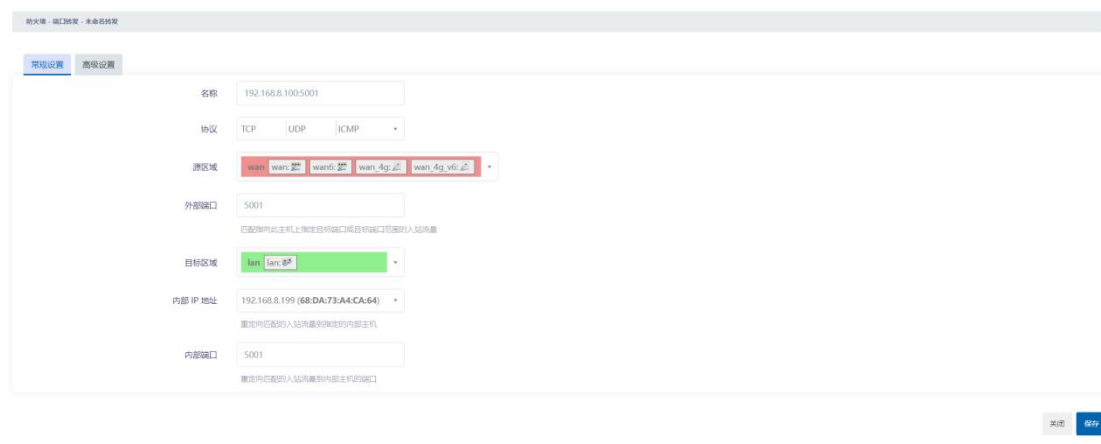 防火墙 - 端口转发 - 未命名转发
常规设置 高级设置
名称 192.168.8.100:5001
协议 TCP UDP ICMP
源区域 wan wan: wan6: wan_4g: wan_4g_v6:
外部端口 5001
匹配指向此主机上指定目标端口或目标端口范围的入站流量
目标区域 lan lan:
内部 IP 地址 192.168.8.199 (68:DA:73:A4:CA:64)
重定向匹配的入站流量到指定的内部主机
内部端口 5001
重定向匹配的入站流量到内部主机的端口
关闭 保存